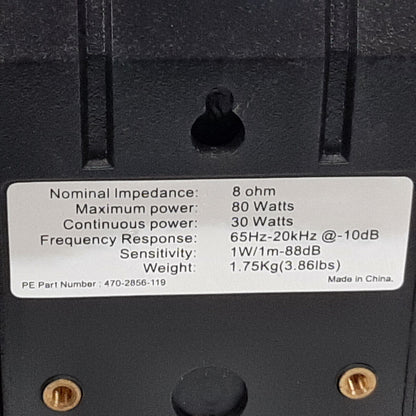 Nominal Impedance: 8 ohm
Maximum power: 80 Watts
Continuous power: 30 Watts
Frequency Response: 65Hz-20kHz @-10dB
Sensitivity: 1W/1m-88dB
Weight: 1.75Kg(3.86lbs)
PE Part Number : 470-2856-119 Made in China.